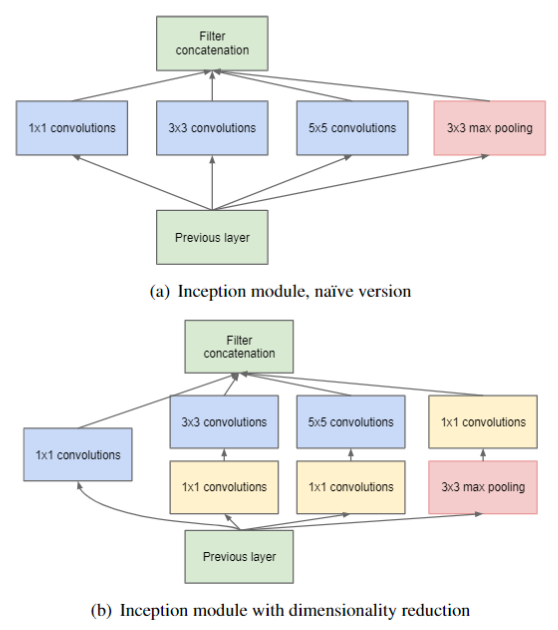 Filter
concatenation
1x1 convolutions
3x3 convolutions
5x5 convolutions
3x3 max pooling
Previous layer
(a) Inception module, naïve version
Filter
concatenation
3x3 convolutions
5x5 convolutions
1x1 convolutions
1x1 convolutions
1x1 convolutions
1x1 convolutions
3x3 max pooling
Previous layer
(b) Inception module with dimensionality reduction